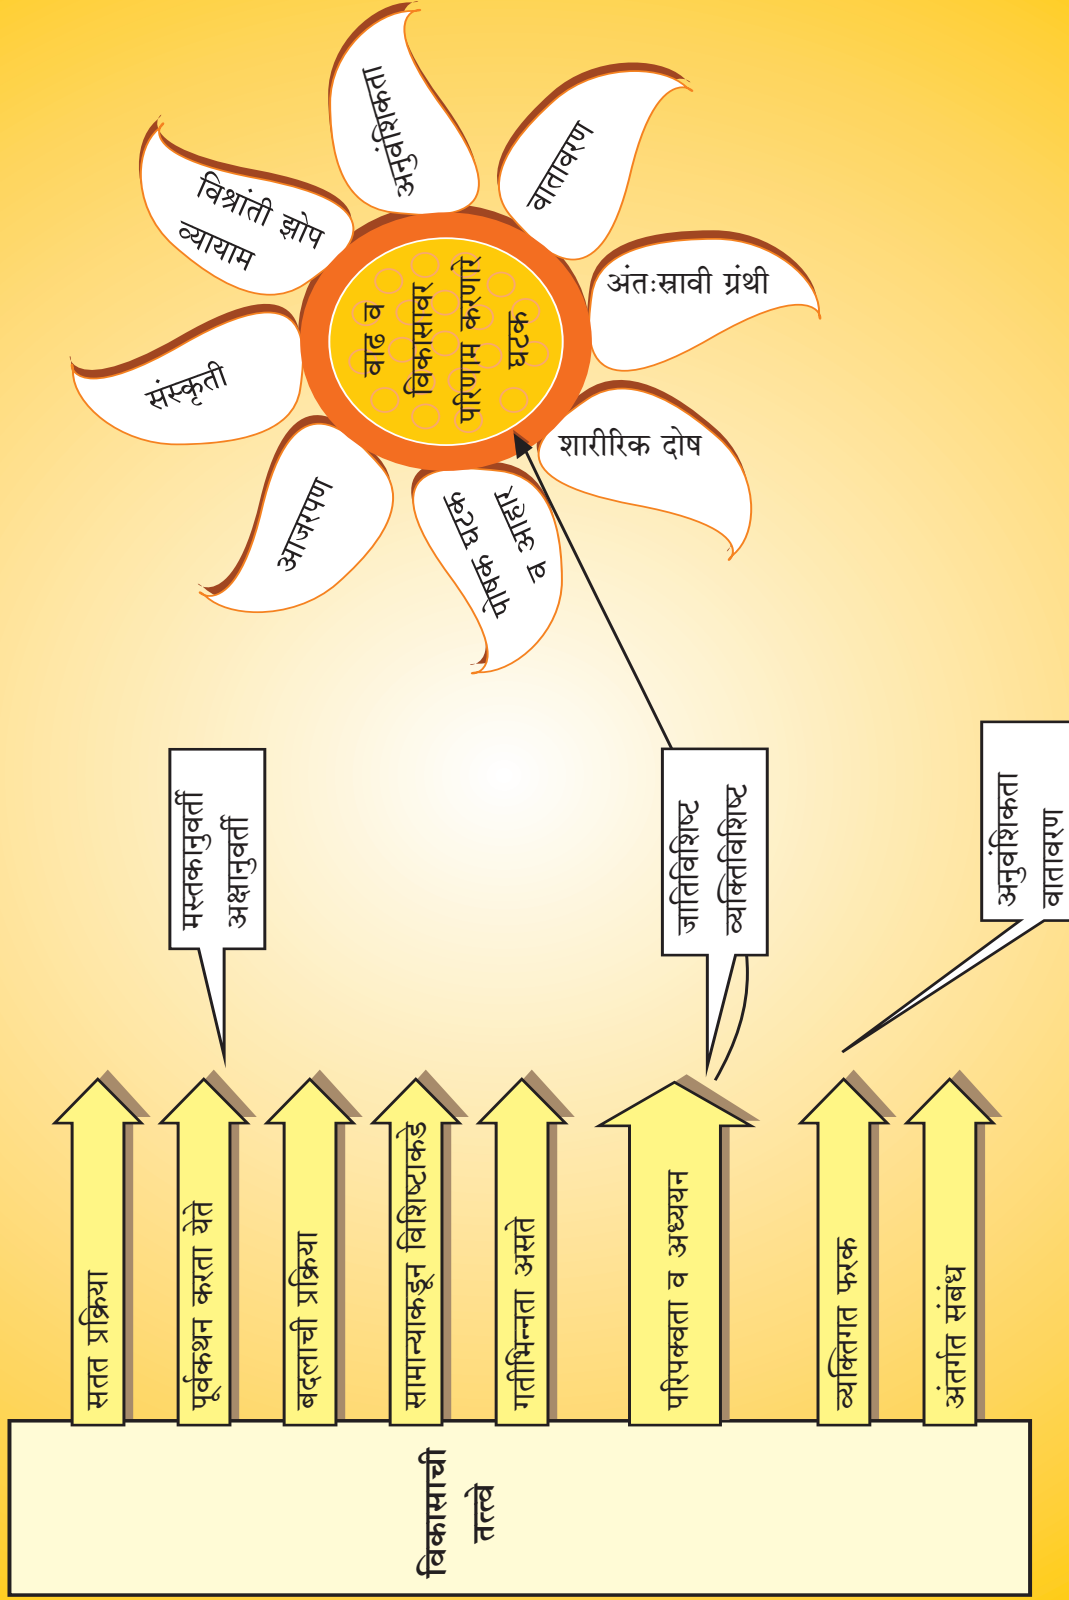 विकासाची
तत्त्वे
सतत प्रक्रिया
पूर्वकथन करता येते
मस्तकानुवर्ती
अक्षानुवर्ती
बदलाची प्रक्रिया
सामान्याकडून विशिष्टाकडे
गतीभिन्नता असते
परिपक्वता व अध्ययन
जातिविशिष्ट
व्यक्तिविशिष्ट
व्यक्तिगत फरक
अनुवंशिकता
वातावरण
अंतर्गत संबंध
वाढ व
विकासावर
परिणाम करणारे
घटक
अनुवंशिकता
वातावरण
अंतःस्रावी ग्रंथी
शारीरिक दोष
पोषक घटक
व आहार
आजारपण
संस्कृती
विश्रांती झोप
व्यायाम